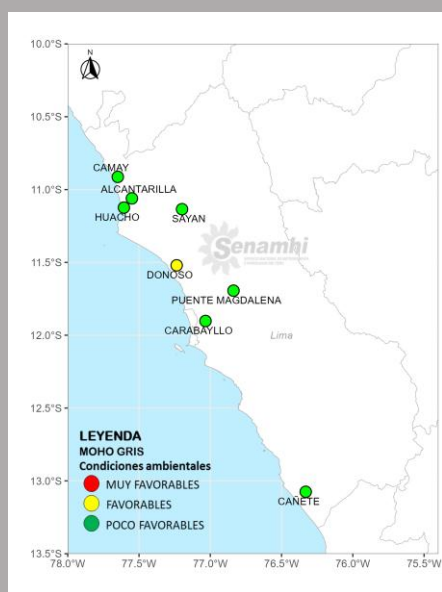 N
10.0°S
10.5°S
11.0°S
11.5°S
12.0°S
12.5°S
13.0°S
13.5°S
CAMAY
ALCANTARILLA
HUACHO
SAYAN
Senamhi
DONOSO
PUENTE MAGDALENA
CARABAYLLO
Lima
CAÑETE
LEYENDA
MOHO GRIS
Condiciones ambientales
MUY FAVORABLES
FAVORABLES
POCO FAVORABLES
78.0°W 77.5°W 77.0°W 76.5°W 76.0°W 75.5°W